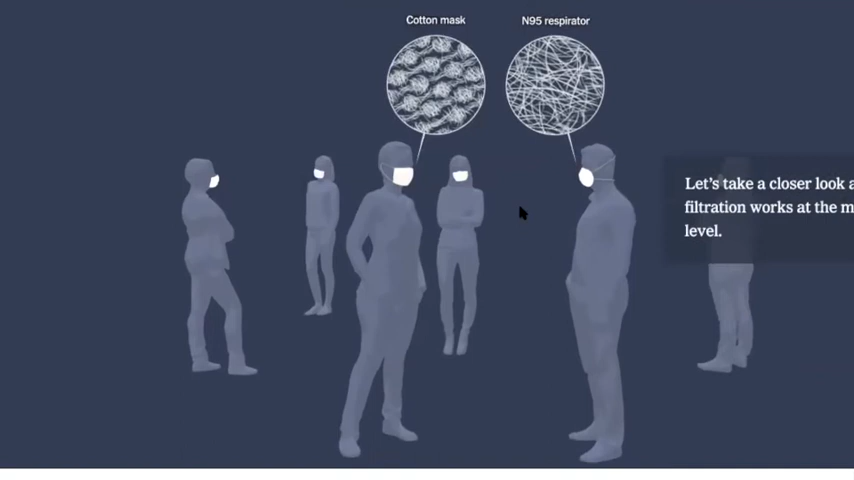 Cotton mask
N95 respirator
Let's take a closer look
filtration works at the
level.